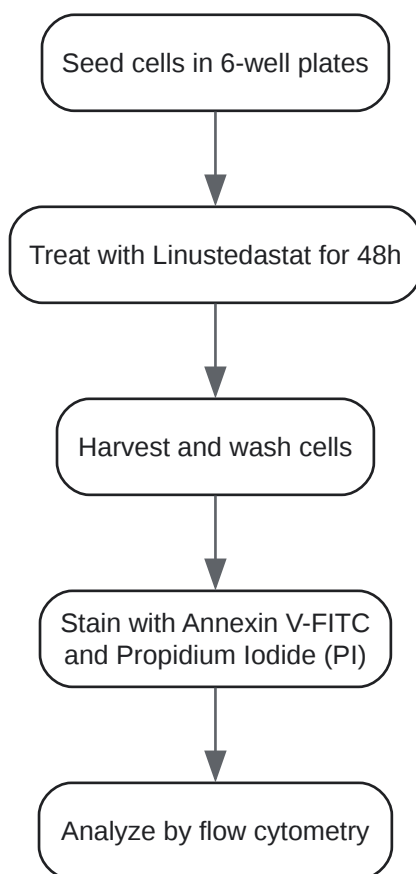 Seed cells in 6-well plates
Treat with Linustedastat for 48h
Harvest and wash cells
Stain with Annexin V-FITC
and Propidium Iodide (PI)
Analyze by flow cytometry